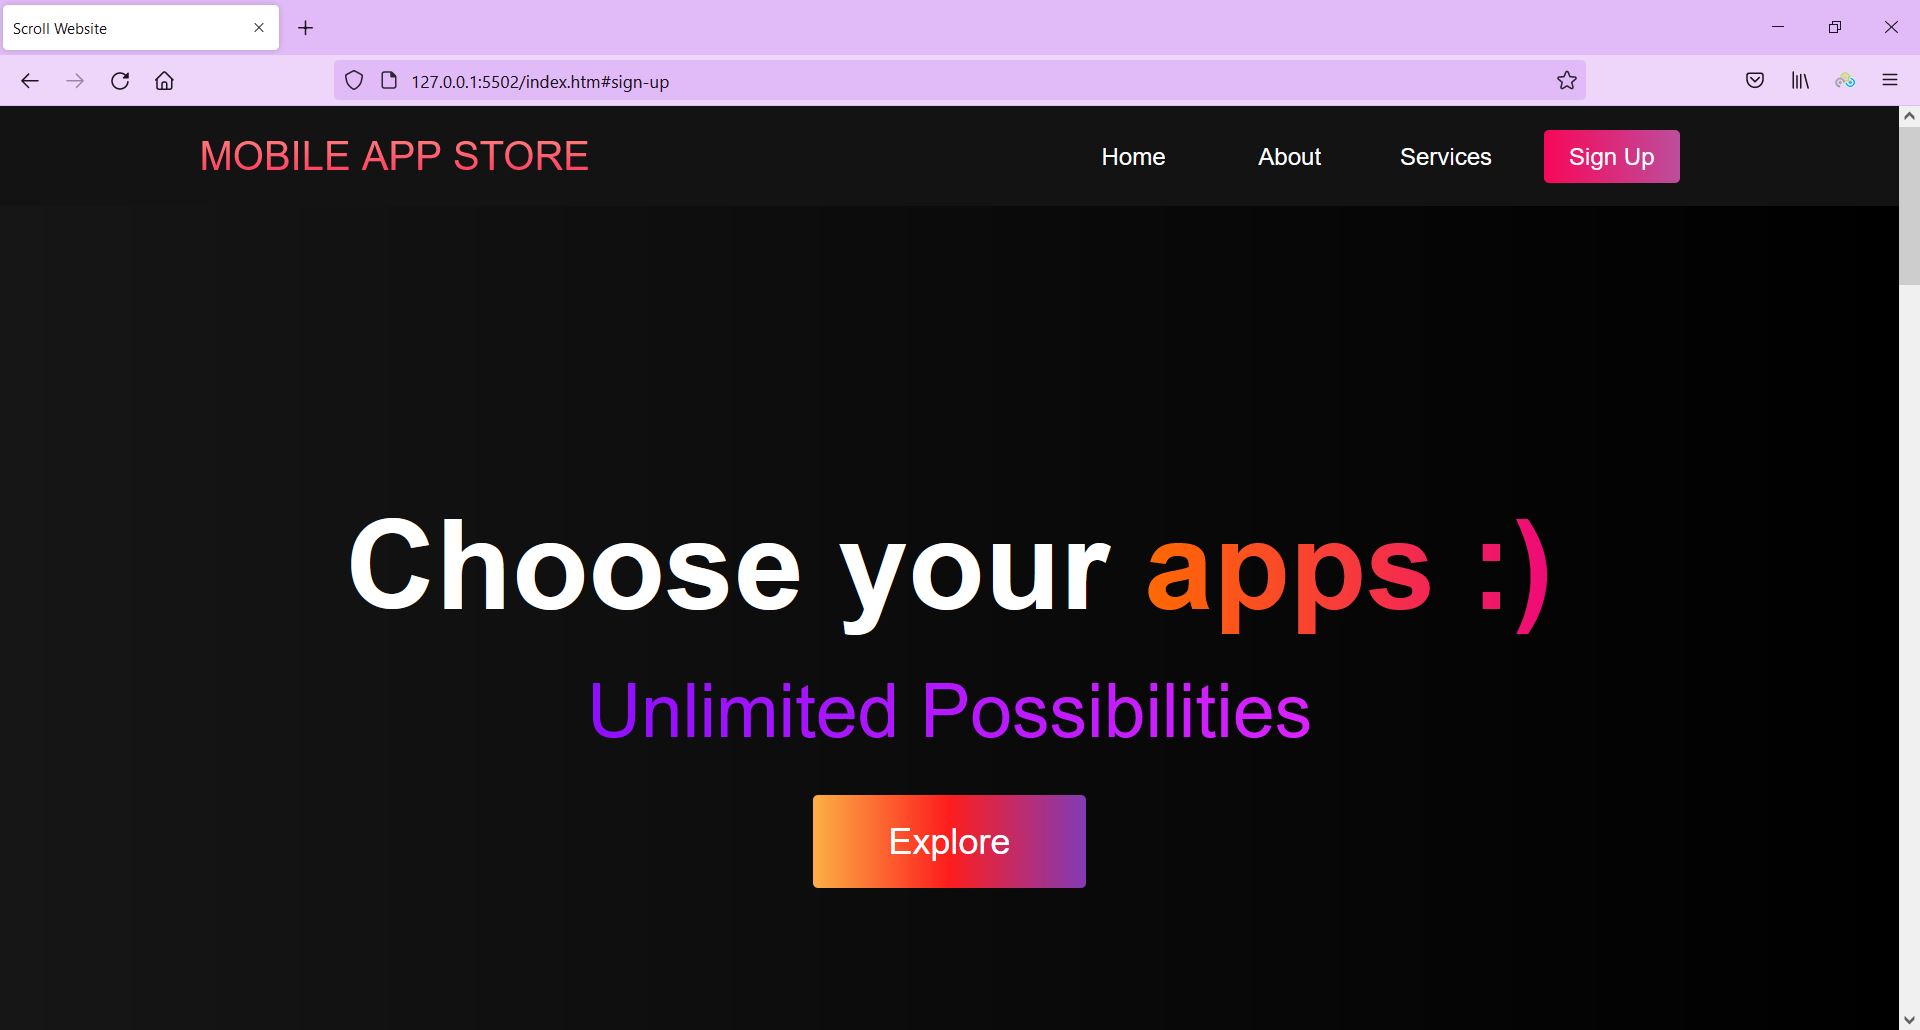 Scroll Website
127.0.0.1:5502/index.htm#sign-up
MOBILE APP STORE
Home
About
Services
Sign Up
Choose your apps :)
Unlimited Possibilities
Explore